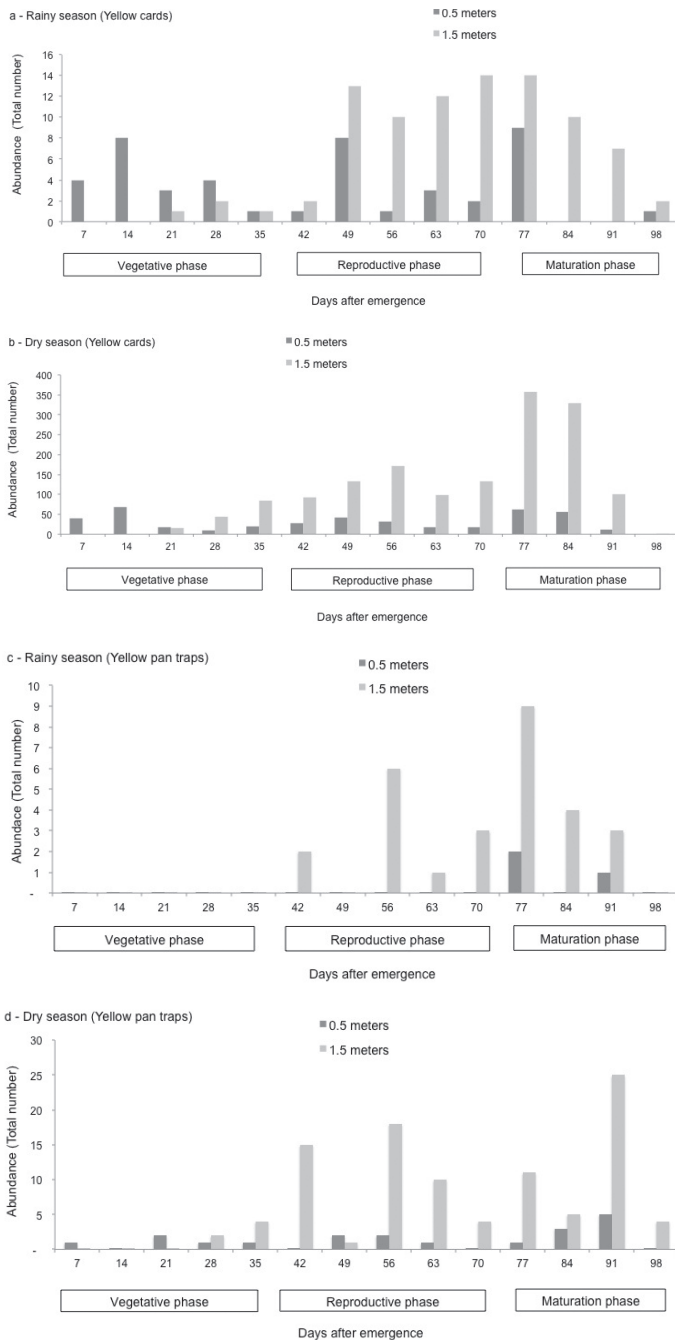 a - Rainy season (Yellow cards)
0.5 meters
1.5 meters
Abundance (Total number)
16
14
12
10
8
6
4
2
0
7 14 21 28 35 42 49 56 63 70 77 84 91 98
Vegetative phase Reproductive phase Maturation phase
Days after emergence
b - Dry season (Yellow cards)
0.5 meters
1.5 meters
Abundance (Total number)
400
350
300
250
200
150
100
50
0
7 14 21 28 35 42 49 56 63 70 77 84 91 98
Vegetative phase Reproductive phase Maturation phase
Days after emergence
c - Rainy season (Yellow pan traps)
0.5 meters
1.5 meters
Abundace (Total number)
10
9
8
7
6
5
4
3
2
1
-
7 14 21 28 35 42 49 56 63 70 77 84 91 98
Vegetative phase Reproductive phase Maturation phase
Days after emergence
d - Dry season (Yellow pan traps)
0.5 meters
1.5 meters
Abundance (Total number)
30
25
20
15
10
5
-
7 14 21 28 35 42 49 56 63 70 77 84 91 98
Vegetative phase Reproductive phase Maturation phase
Days after emergence